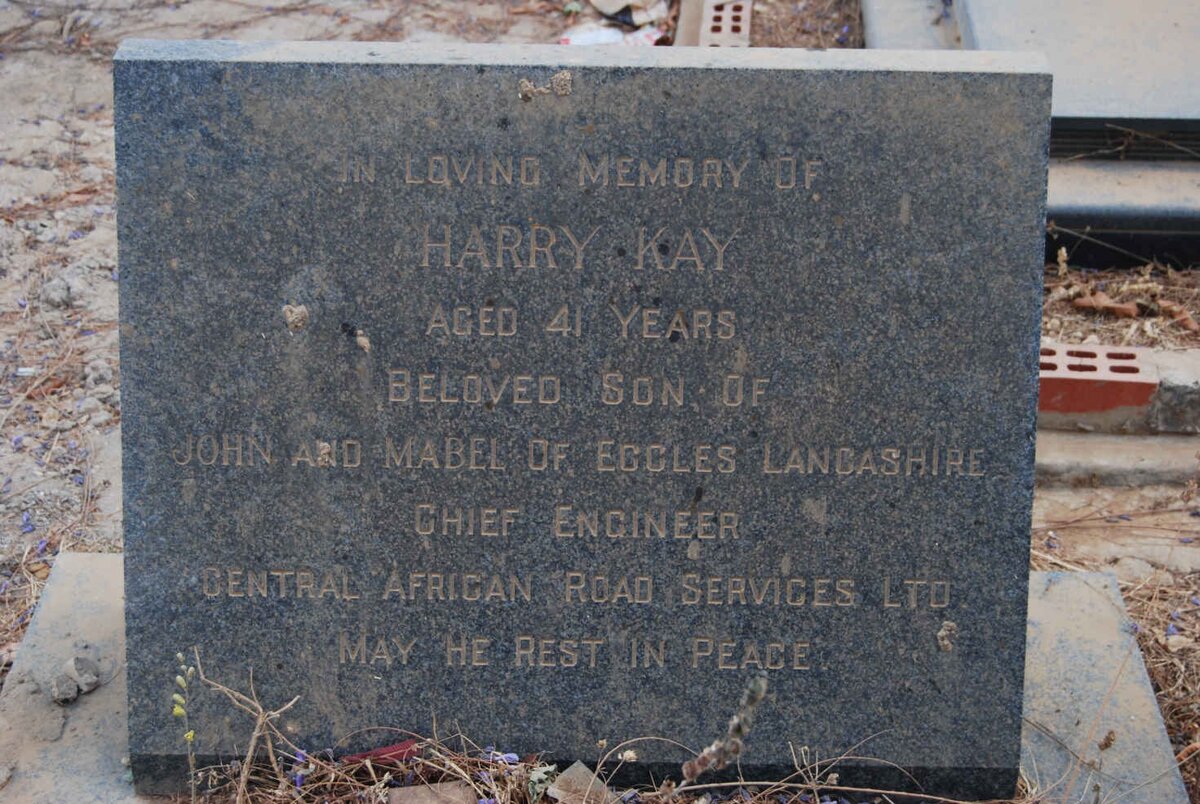 In Loving Memory Of
HARRY KAY
Aged 41 Years
Beloved Son Of
JOHN and MABEL Of Eccles Lancashire
Chief Engineer
Central African Road Services Ltd.
May He Rest In Peace.